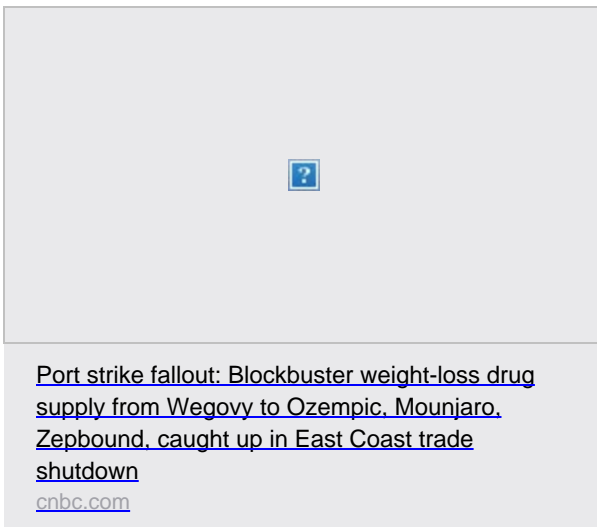 ?
Port strike fallout: Blockbuster weight-loss drug
supply from Wegovy to Ozempic, Mounjaro,
Zepbound, caught up in East Coast trade
shutdown
cnbc.com